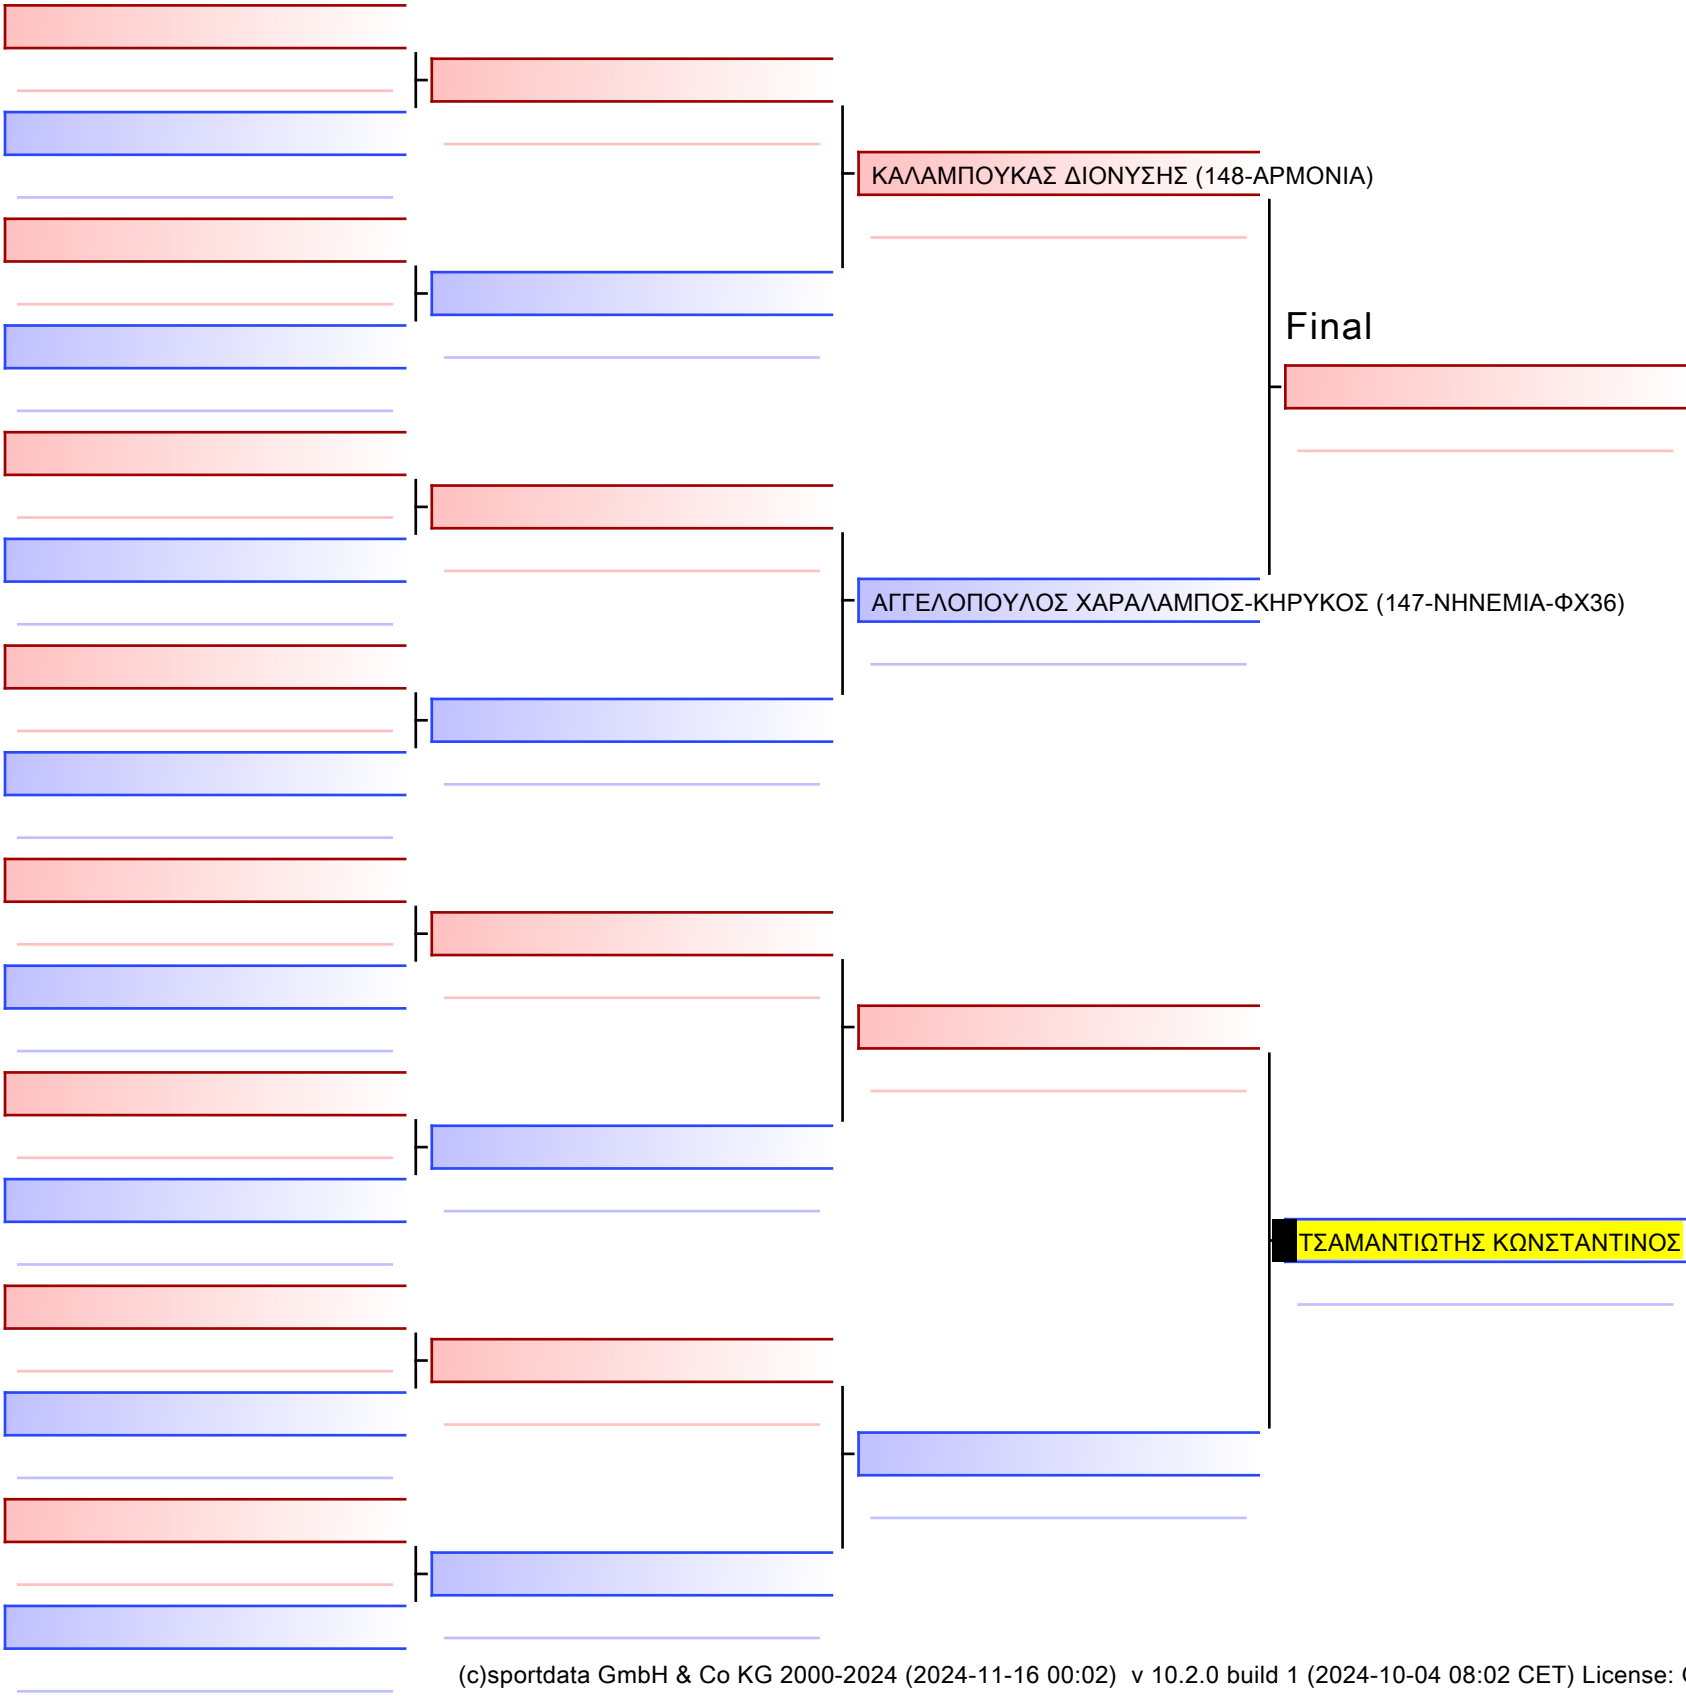 ΚΑΛΑΜΠΟΥΚΑΣ ΔΙΟΝΥΣΗΣ (148-ΑΡΜΟΝΙΑ)
Final
ΑΓΓΕΛΟΠΟΥΛΟΣ ΧΑΡΑΛΑΜΠΟΣ-ΚΗΡΥΚΟΣ (147-ΝΗΝΕΜΙΑ-ΦΧ36)
ΤΣΑΜΑΝΤΙΩΤΗΣ ΚΩΝΣΤΑΝΤΙΝΟΣ
(c)sportdata GmbH & Co KG 2000-2024 (2024-11-16 00:02) v 10.2.0 build 1 (2024-10-04 08:02 CET) License: